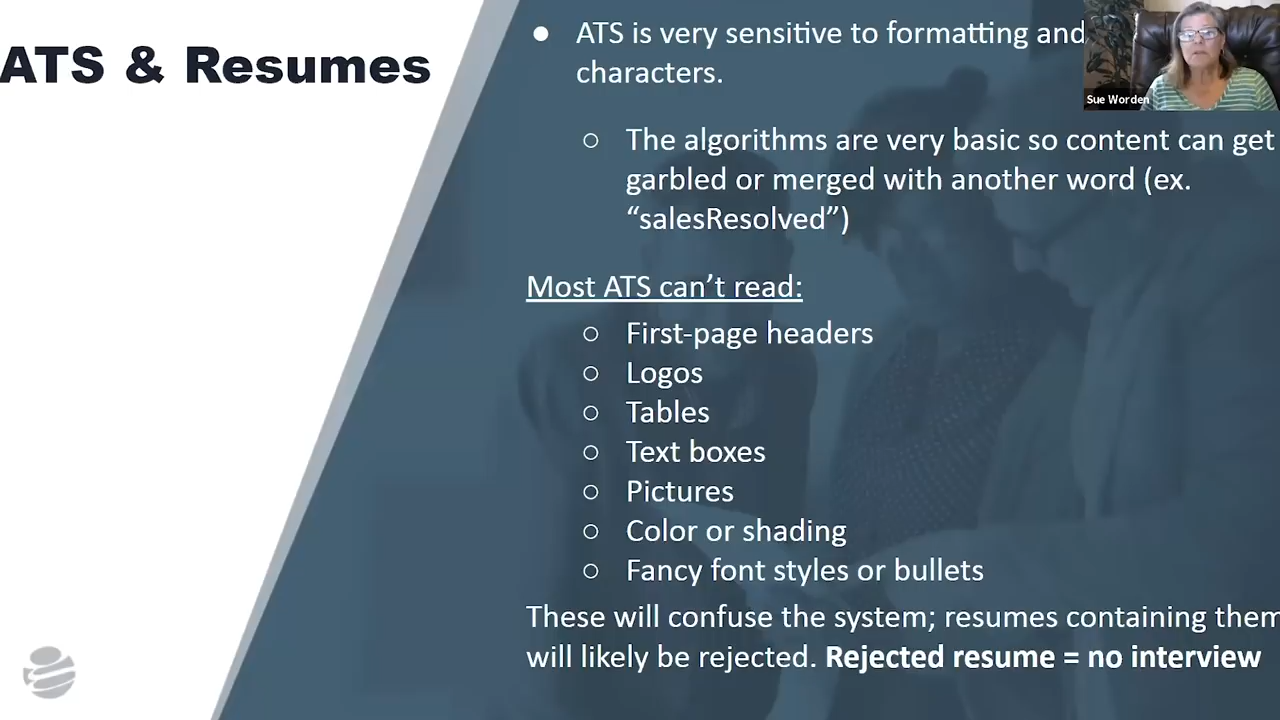 ATS & Resumes
● ATS is very sensitive to formatting and
characters.
○ The algorithms are very basic so content can get
garbled or merged with another word (ex.
“salesResolved”)
Most ATS can’t read:
○ First-page headers
○ Logos
○ Tables
○ Text boxes
○ Pictures
○ Color or shading
○ Fancy font styles or bullets
These will confuse the system; resumes containing them
will likely be rejected. Rejected resume = no interview
Sue Worden